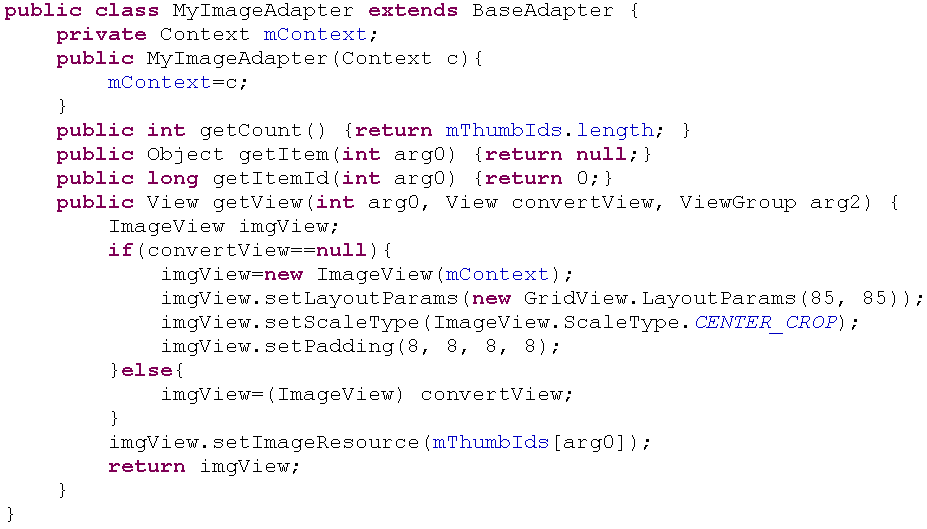 public class MyImageAdapter extends BaseAdapter {
    private Context mContext;
    public MyImageAdapter(Context c){
        mContext=c;
    }
    public int getCount() {return mThumbIds.length; }
    public Object getItem(int arg0) {return null;}
    public long getItemId(int arg0) {return 0;}
    public View getView(int arg0, View convertView, ViewGroup arg2) {
        ImageView imgView;
        if(convertView==null){
            imgView=new ImageView(mContext);
            imgView.setLayoutParams(new GridView.LayoutParams(85, 85));
            imgView.setScaleType(ImageView.ScaleType.CENTER_CROP);
            imgView.setPadding(8, 8, 8, 8);
        }else{
            imgView=(ImageView) convertView;
        }
        imgView.setImageResource(mThumbIds[arg0]);
        return imgView;
    }
}